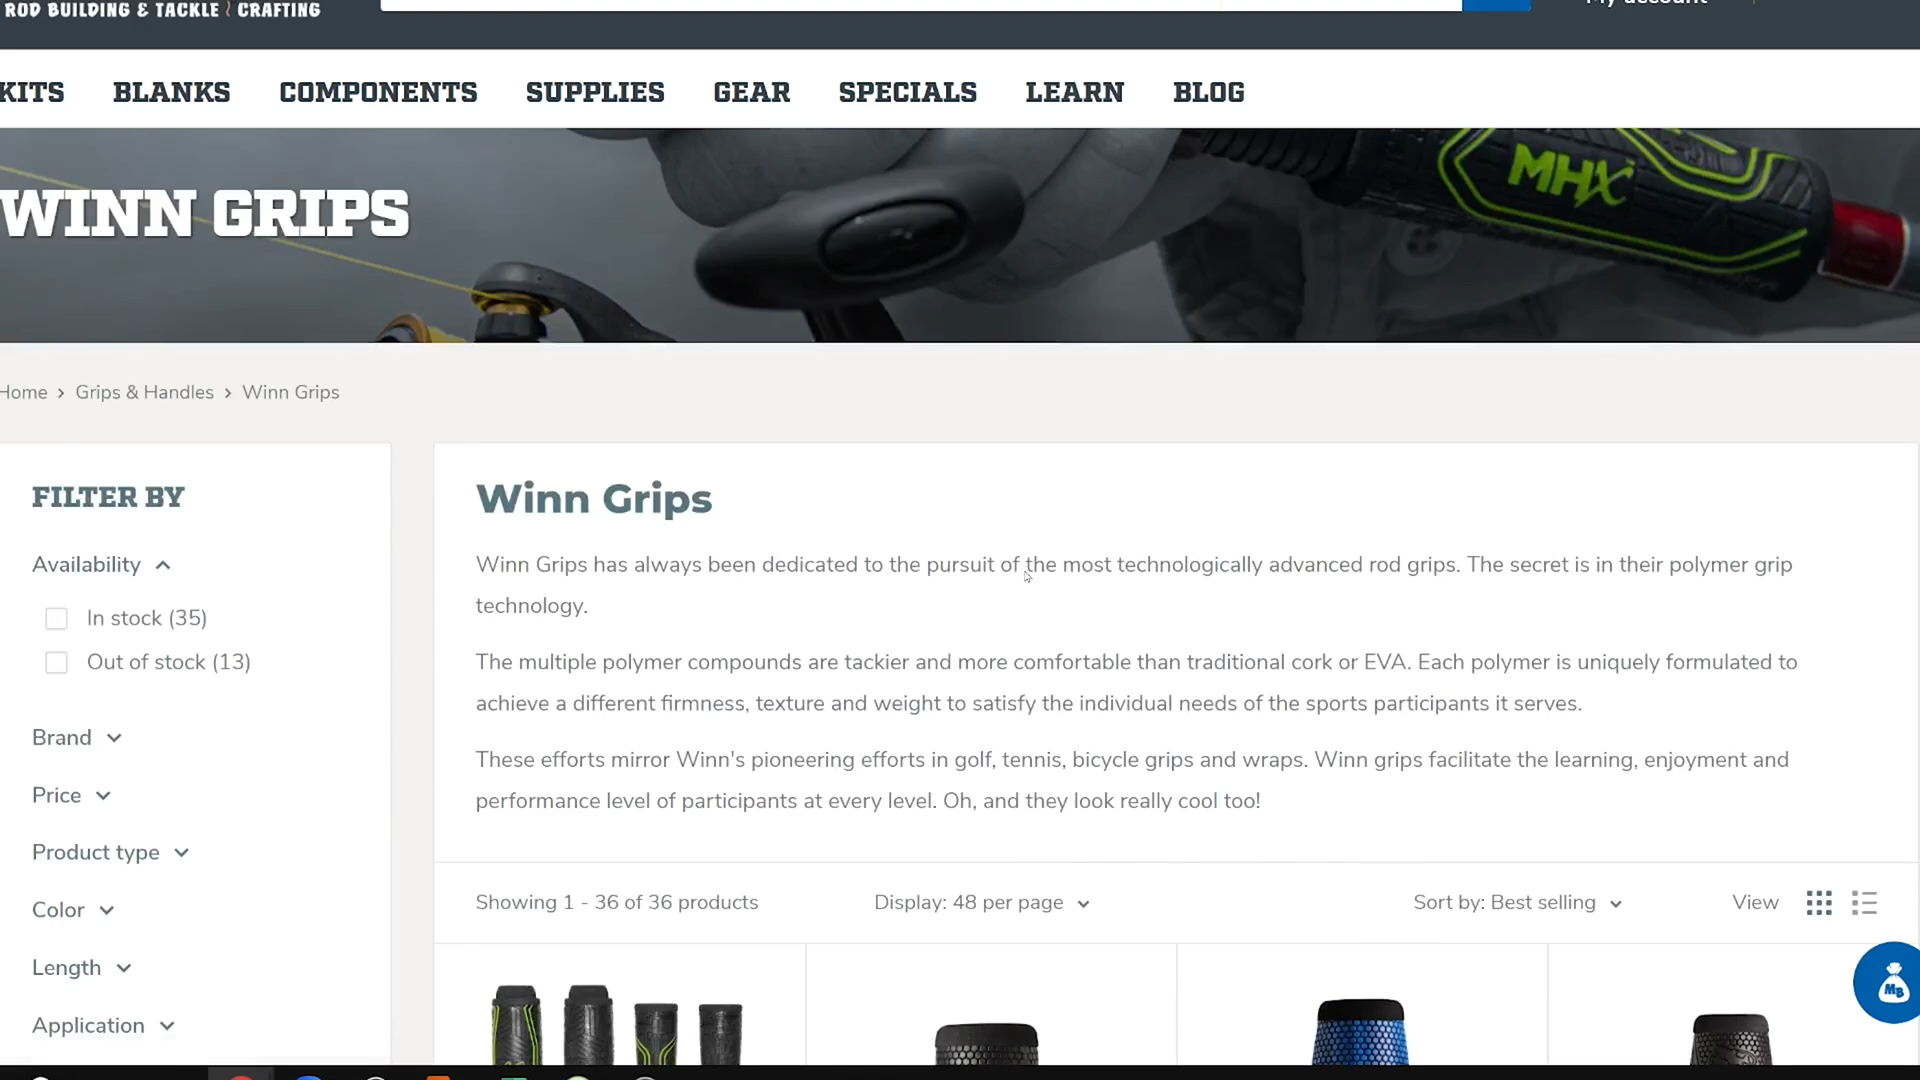 ROD BUILDING & TACKLE CRAFTING
My account
KITS BLANKS COMPONENTS SUPPLIES GEAR SPECIALS LEARN BLOG
MHX
WINN GRIPS
Home > Grips & Handles > Winn Grips
FILTER BY
Availability
In stock (35)
Out of stock (13)
Brand
Price
Product type
Color
Length
Application
Winn Grips
Winn Grips has always been dedicated to the pursuit of the most technologically advanced rod grips. The secret is in their polymer grip
technology.
The multiple polymer compounds are tackier and more comfortable than traditional cork or EVA. Each polymer is uniquely formulated to
achieve a different firmness, texture and weight to satisfy the individual needs of the sports participants it serves.
These efforts mirror Winn's pioneering efforts in golf, tennis, bicycle grips and wraps. Winn grips facilitate the learning, enjoyment and
performance level of participants at every level. Oh, and they look really cool too!
Showing 1 - 36 of 36 products Display: 48 per page Sort by: Best selling View
MB